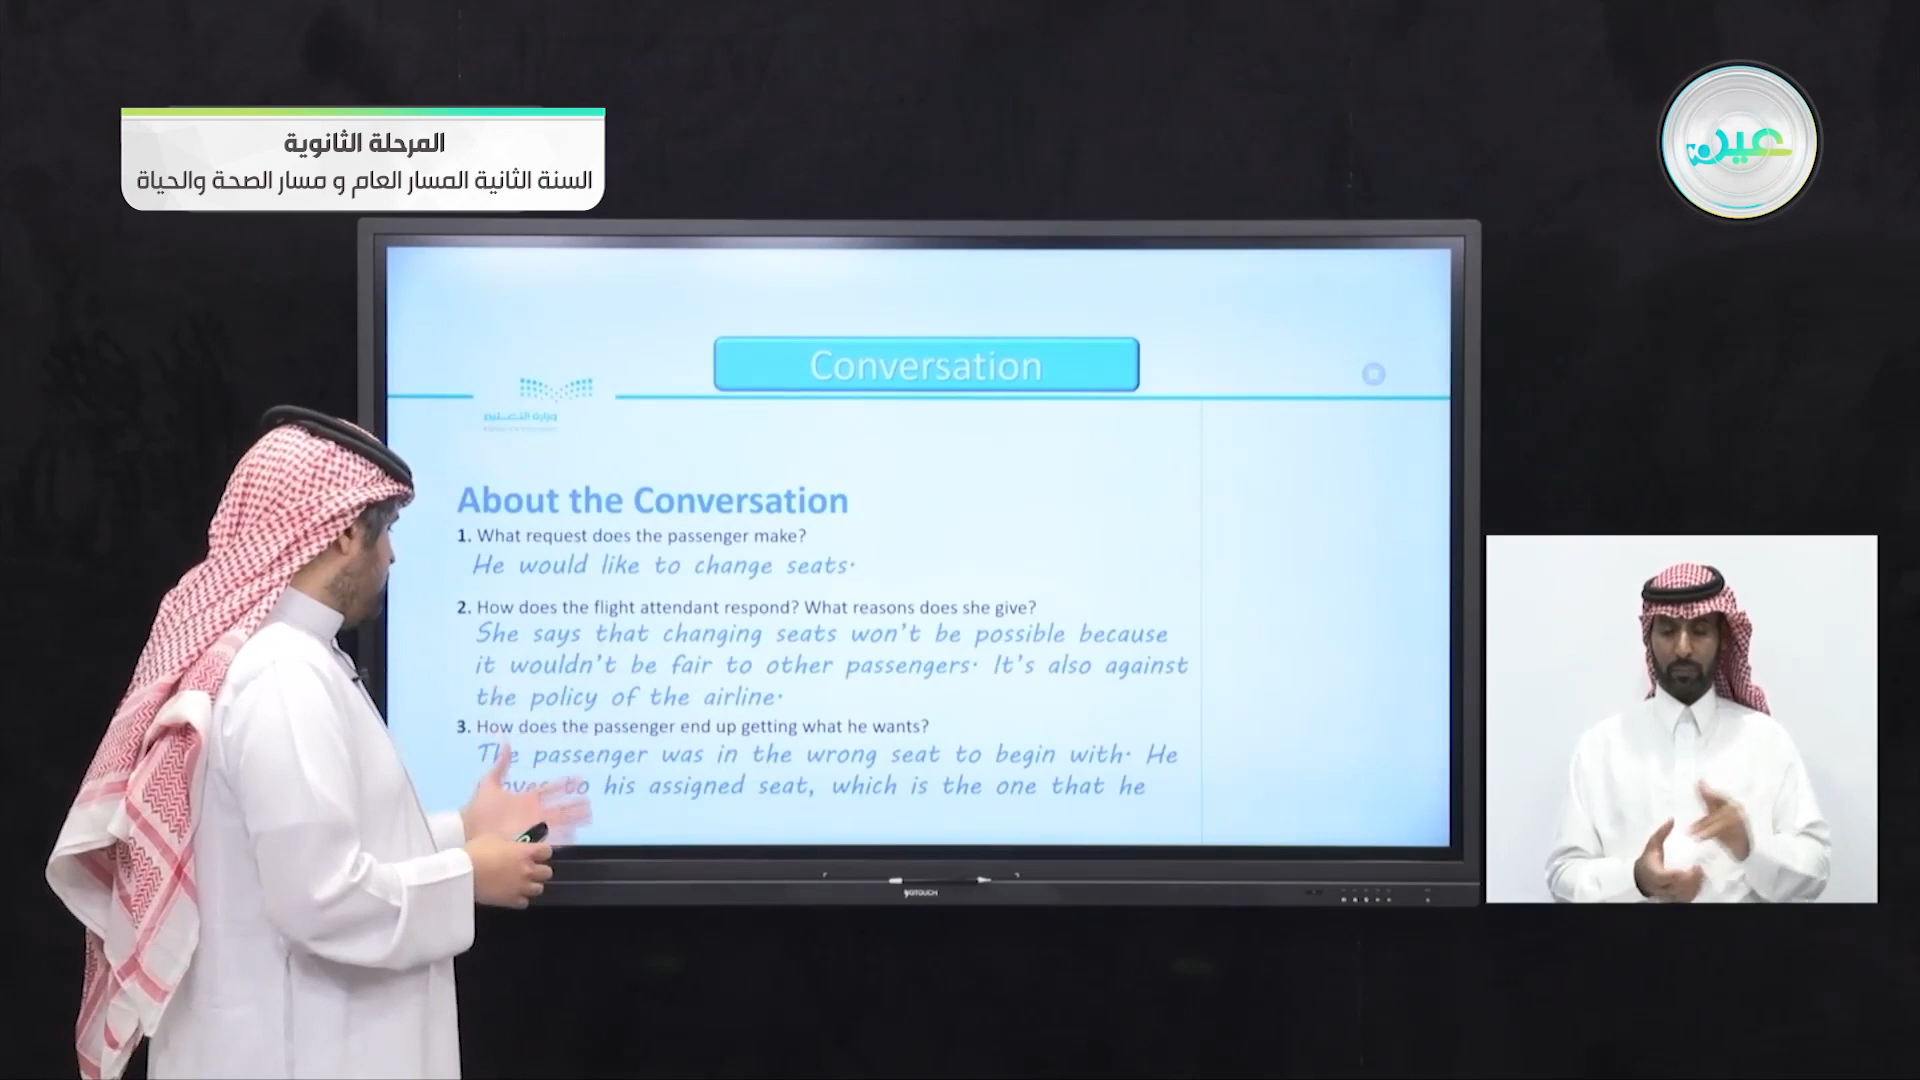 المرحلة الثانوية
السنة الثانية المسار العام و مسار الصحة والحياة
عين
Conversation
وزارة التعليم
About the Conversation
1. What request does the passenger make?
He would like to change seats.
2. How does the flight attendant respond? What reasons does she give?
She says that changing seats won't be possible because
it wouldn't be fair to other passengers. It's also against
the policy of the airline.
3. How does the passenger end up getting what he wants?
The passenger was in the wrong seat to begin with. He
to his assigned seat, which is the one that he